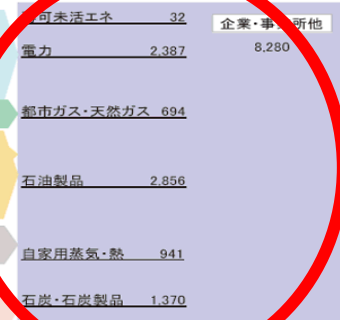 可未活エネ 32
企業・事 所他
電力 2,387
8,280
都市ガス・天然ガス 694
石油製品 2,856
自家用蒸気・熱 941
石炭・石炭製品 1,370